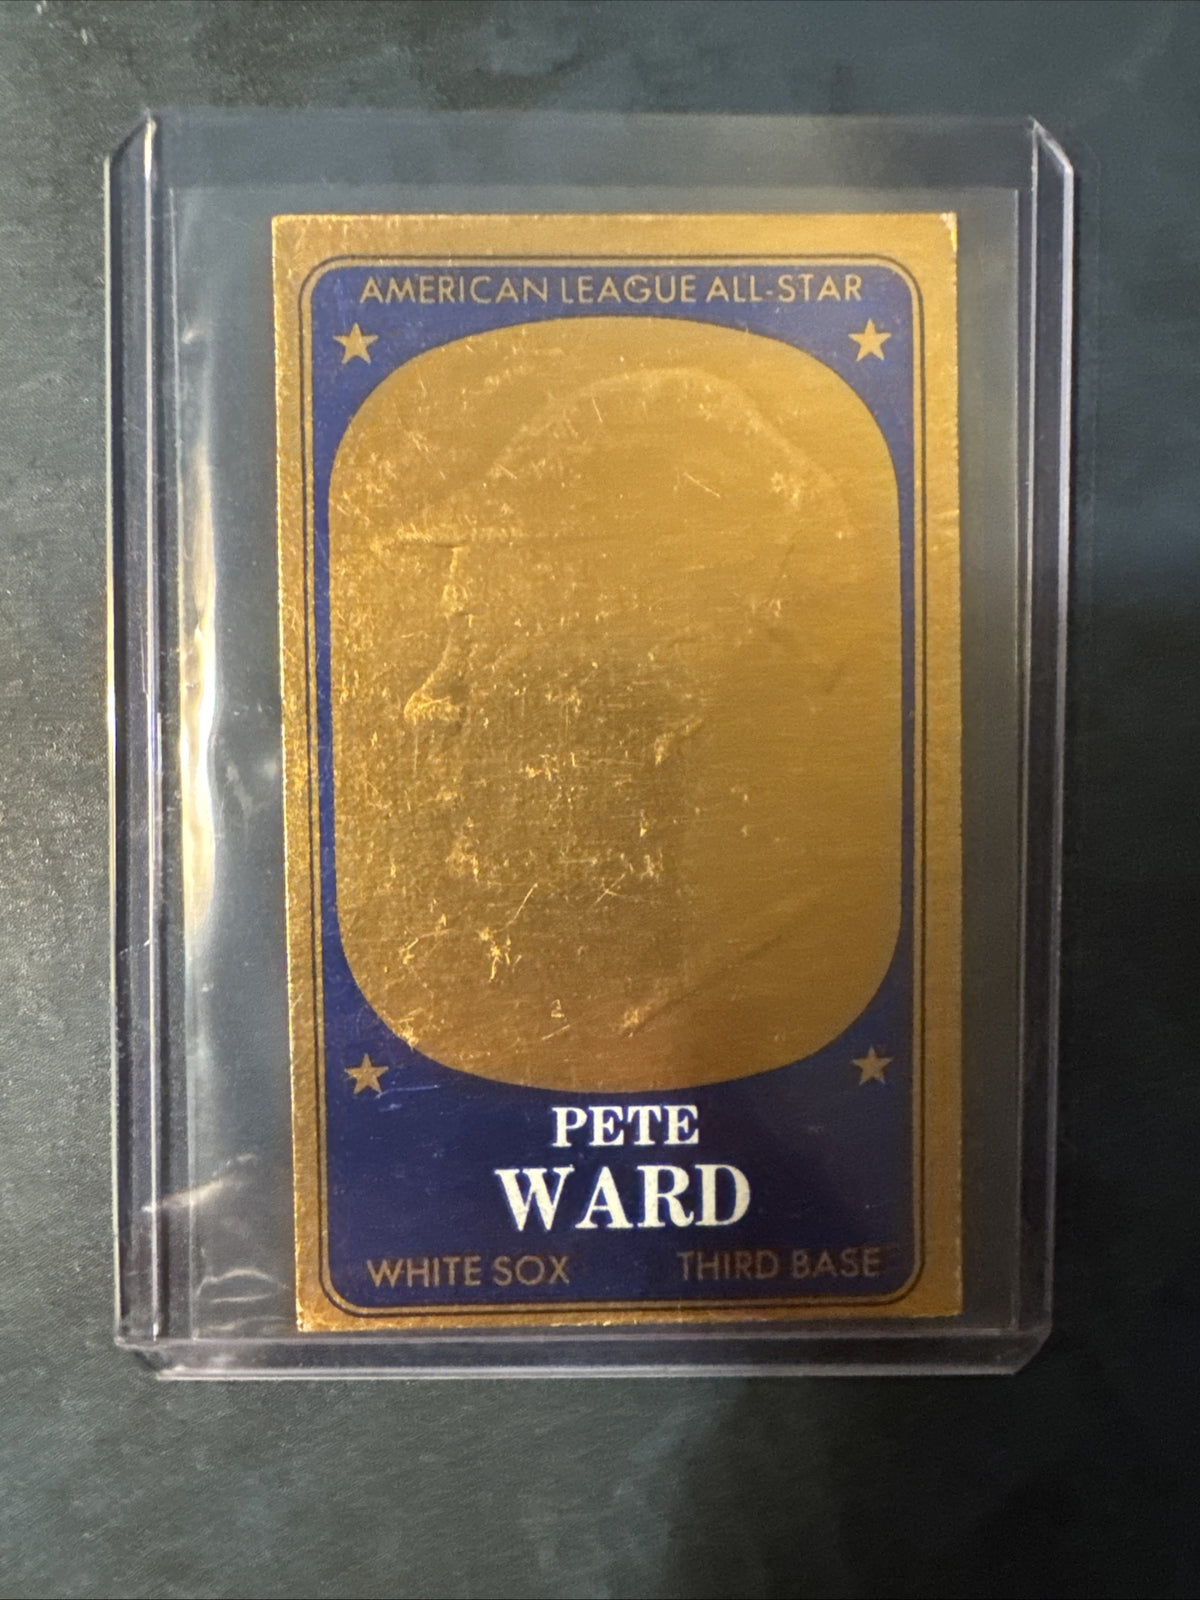 AMERICAN LEAGUE ALL-STAR
PETE
WARD
WHITE SOX THIRD BASE